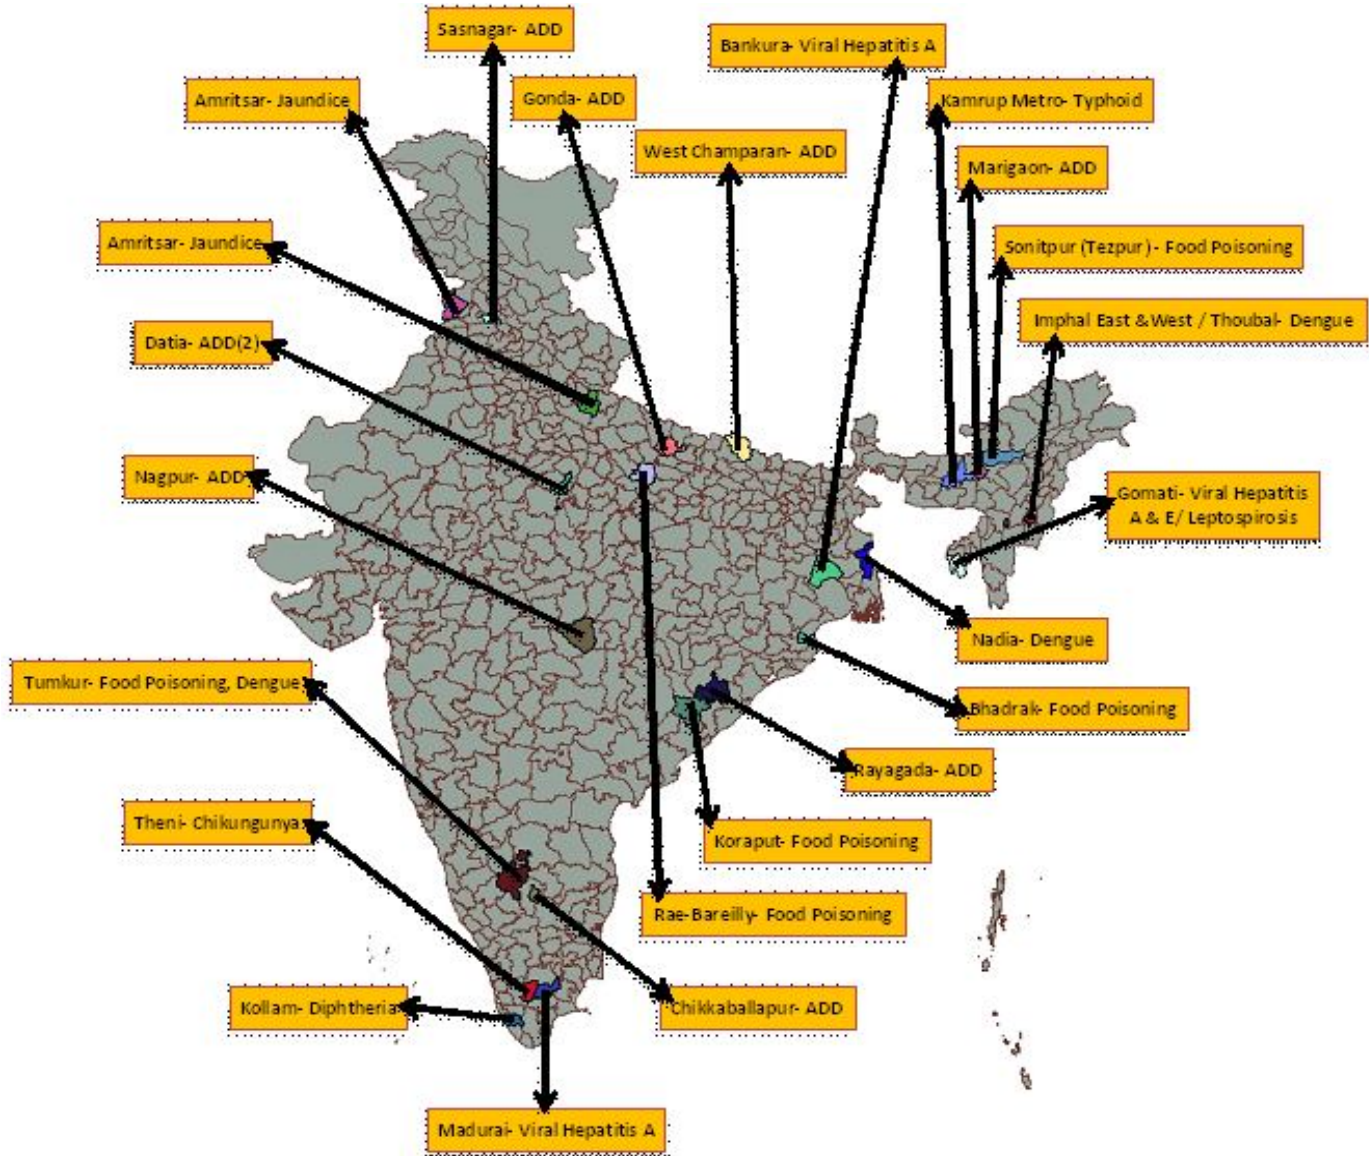 Sasnagar- ADD
Bankura- Viral Hepatitis A
Amritsar- Jaundice
Gonda- ADD
Kamrup Metro- Typhoid
West Champaran- ADD
Marigaon- ADD
Amritsar- Jaundice
Sonitpur (Tezpur) - Food Poisoning
Imphal East &West / Thoubal- Dengue
Datia- ADD(2)
Nagpur- ADD
Gomati- Viral Hepatitis
A & E/ Leptospirosis
Nadia- Dengue
Tumkur- Food Poisoning, Dengue
Bhadrak- Food Poisoning
Rayagada- ADD
Theni- Chikungunya
Koraput- Food Poisoning
Rae-Bareilly- Food Poisoning
Kollam- Diphtheria
Chikkaballapur- ADD
Madurai- Viral Hepatitis A